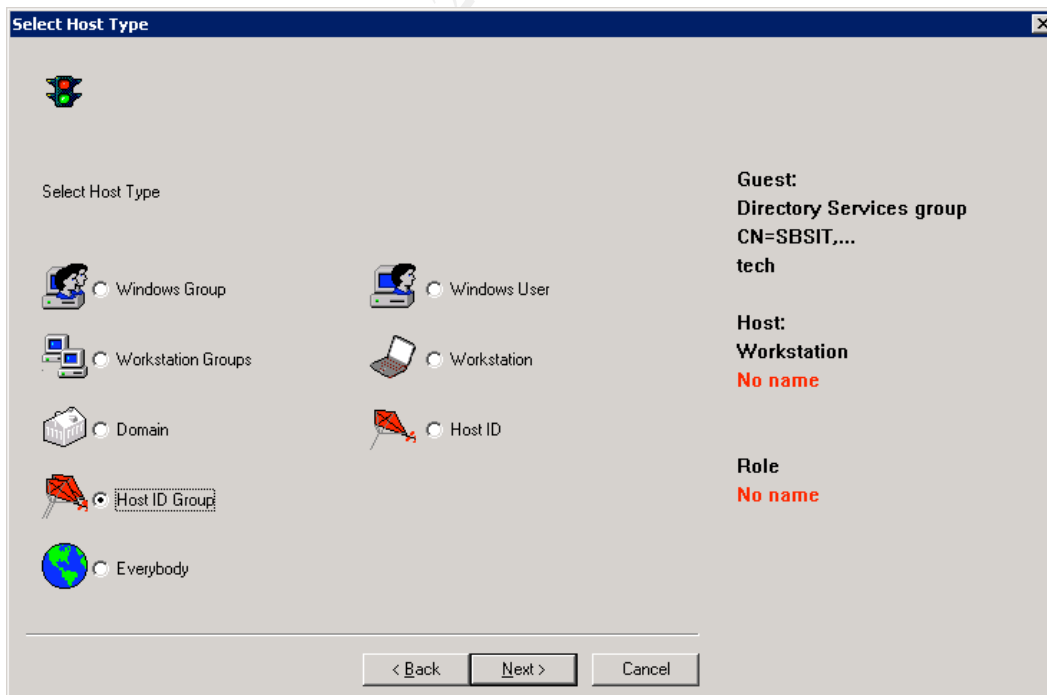 Select Host Type
Select Host Type
Windows Group
Windows User
Workstation Groups
Workstation
Domain
Host ID
Host ID Group
Everybody
Guest:
Directory Services group
CN=SBSIT,...
tech
Host:
Workstation
No name
Role
No name
< Back
Next >
Cancel